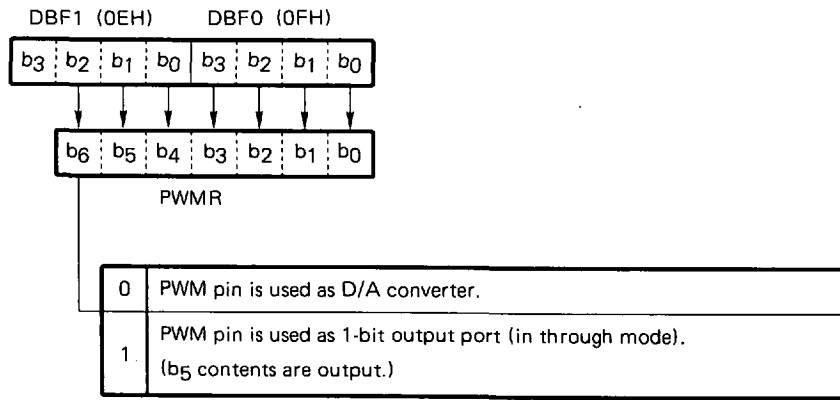 DBF1 (0EH) DBF0 (0FH)
b3 b2 b1 b0 b3 b2 b1 b0
b6 b5 b4 b3 b2 b1 b0
PWMR
0 PWM pin is used as D/A converter.
1 PWM pin is used as 1-bit output port (in through mode).
(b5 contents are output.)